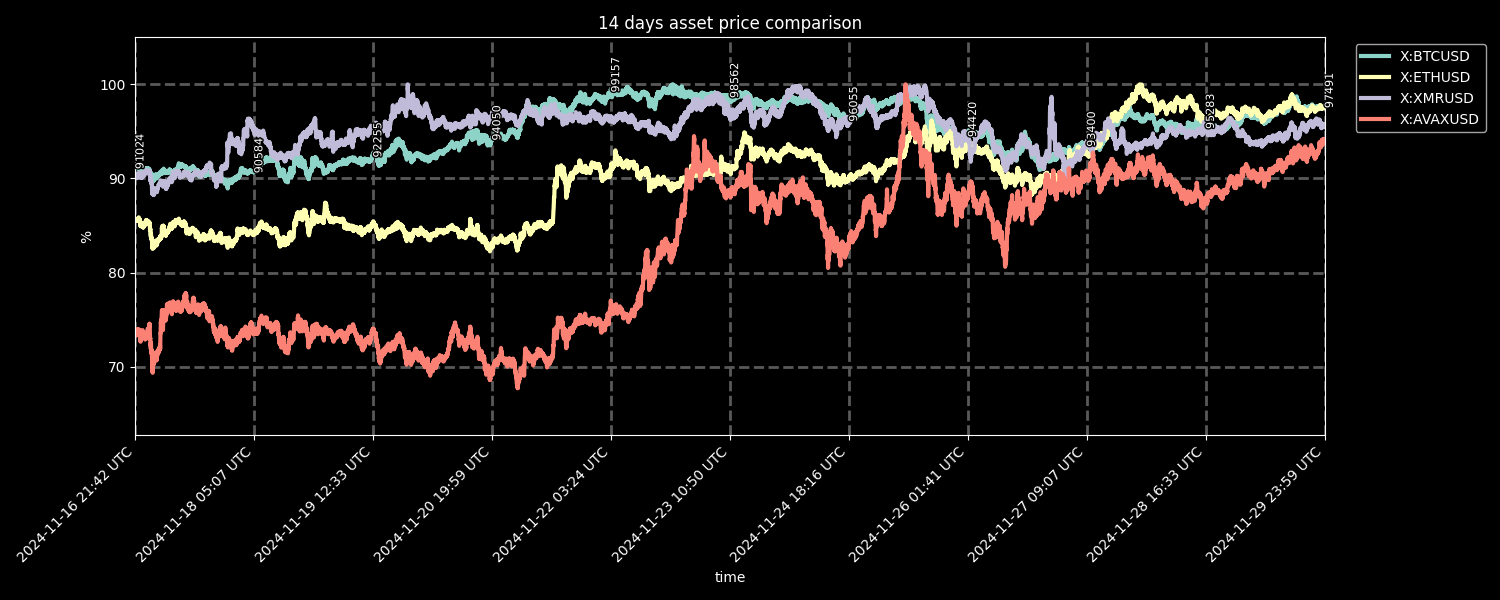 14 days asset price comparison
X:BTCUSD
X:ETHUSD
X:XMRUSD
X:AVAXUSD
%
100
90
80
70
91024
90584
92255
94050
99157
98562
96055
94420
93400
95283
97491
2024-11-16 21:42 UTC
2024-11-18 05:07 UTC
2024-11-19 12:33 UTC
2024-11-20 19:59 UTC
2024-11-22 03:24 UTC
2024-11-23 10:50 UTC
2024-11-24 18:16 UTC
2024-11-26 01:41 UTC
2024-11-27 09:07 UTC
2024-11-28 16:33 UTC
2024-11-29 23:59 UTC
time